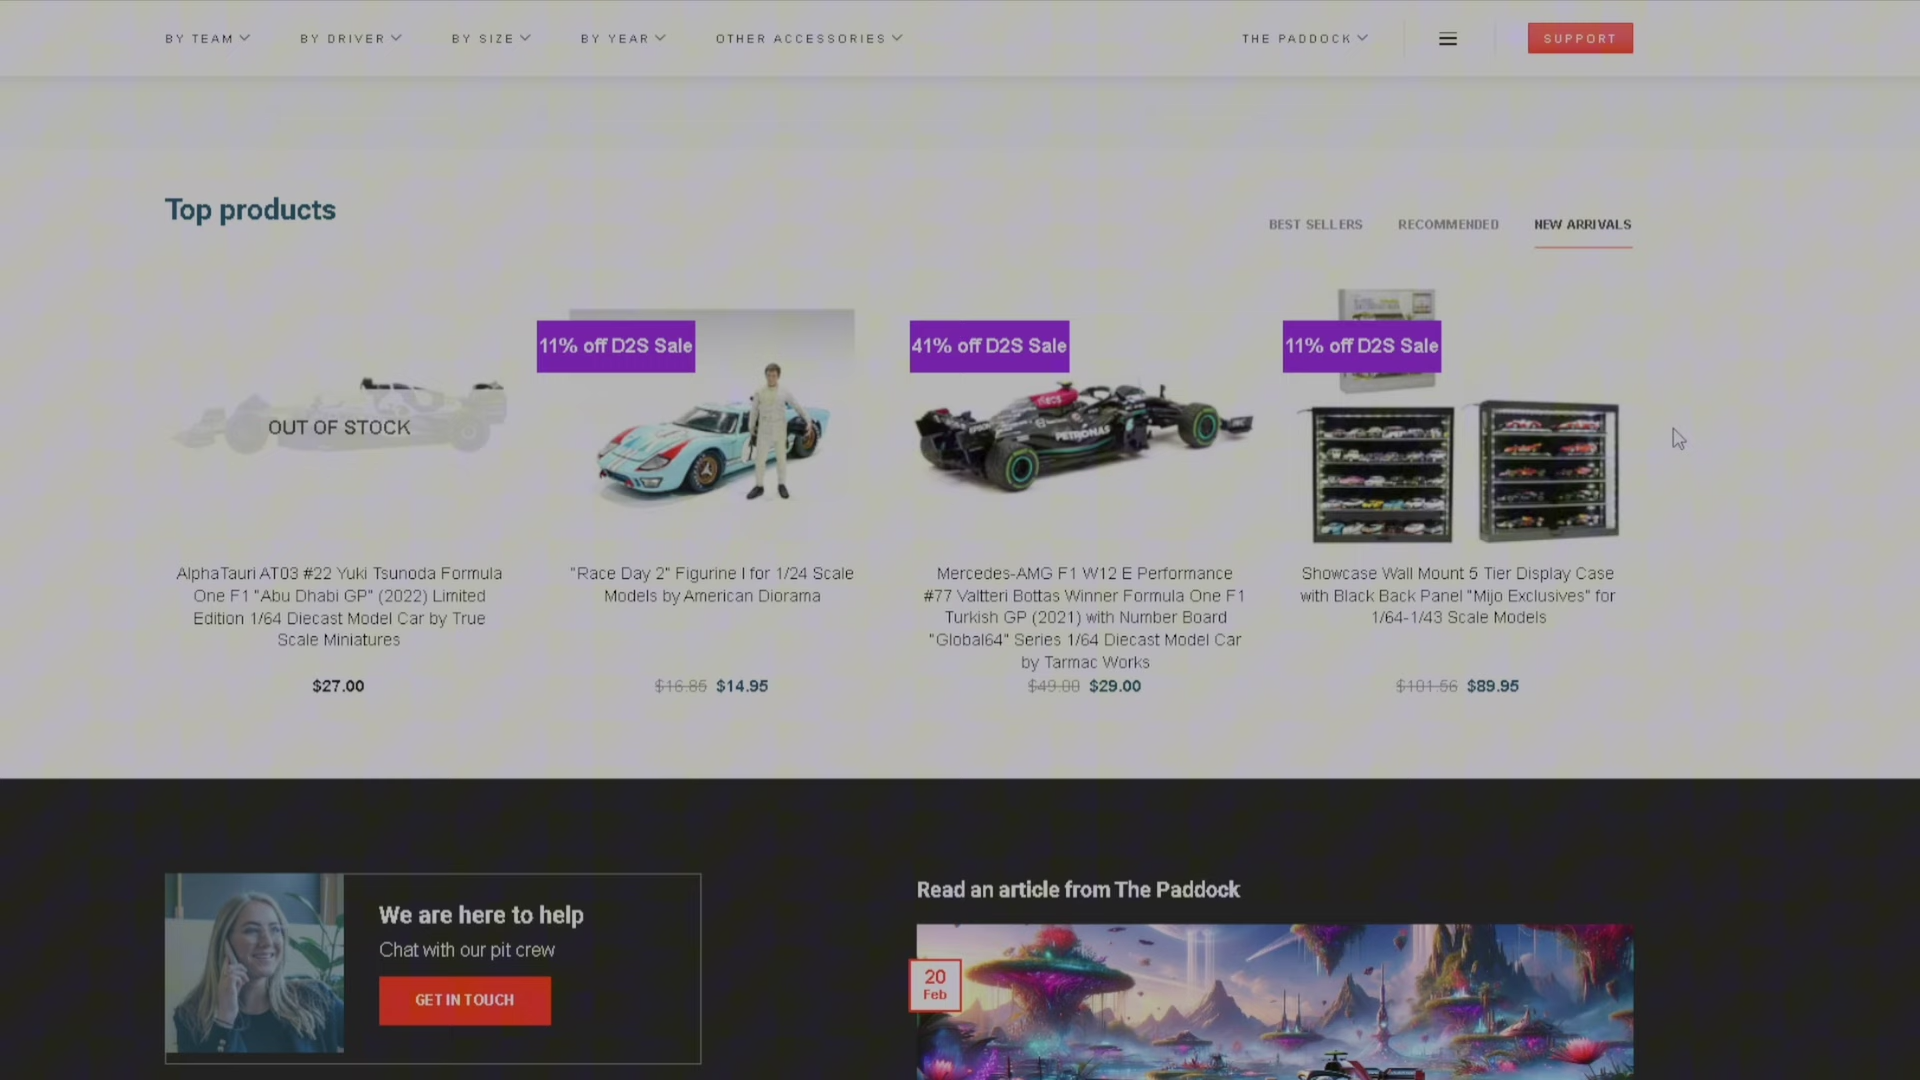 BY TEAM
BY DRIVER
BY SIZE
BY YEAR
OTHER ACCESSORIES
THE PADDOCK
SUPPORT
Top products
BEST SELLERS
RECOMMENDED
NEW ARRIVALS
OUT OF STOCK
AlphaTauri AT03 #22 Yuki Tsunoda Formula
One F1 "Abu Dhabi GP" (2022) Limited
Edition 1/64 Diecast Model Car by True
Scale Miniatures
$27.00
11% off D2S Sale
"Race Day 2" Figurine I for 1/24 Scale
Models by American Diorama
$16.85 $14.95
41% off D2S Sale
PETRONAS
Mercedes-AMG F1 W12 E Performance
#77 Valtteri Bottas Winner Formula One F1
Turkish GP (2021) with Number Board
"Global64" Series 1/64 Diecast Model Car
by Tarmac Works
$49.00 $29.00
11% off D2S Sale
Showcase Wall Mount 5 Tier Display Case
with Black Back Panel "Mijo Exclusives" for
1/64-1/43 Scale Models
$101.56 $89.95
We are here to help
Chat with our pit crew
GET IN TOUCH
Read an article from The Paddock
20
Feb